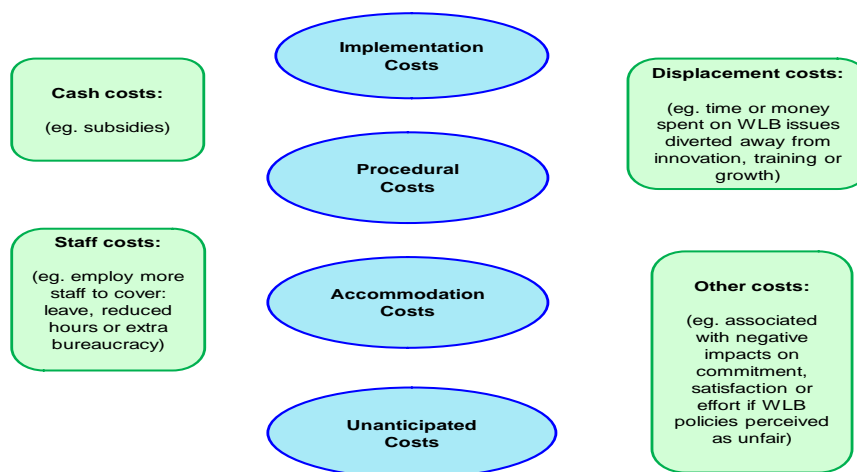 Implementation
Costs
Cash costs:
(eg. subsidies)
Displacement costs:
(eg. time or money
spent on WLB issues
diverted away from
innovation, training or
growth)
Procedural
Costs
Staff costs:
(eg. employ more
staff to cover:
leave, reduced
hours or extra
bureaucracy)
Accommodation
Costs
Other costs:
(eg. associated
with negative
impacts on
commitment,
satisfaction or
effort if WLB
policies perceived
as unfair)
Unanticipated
Costs